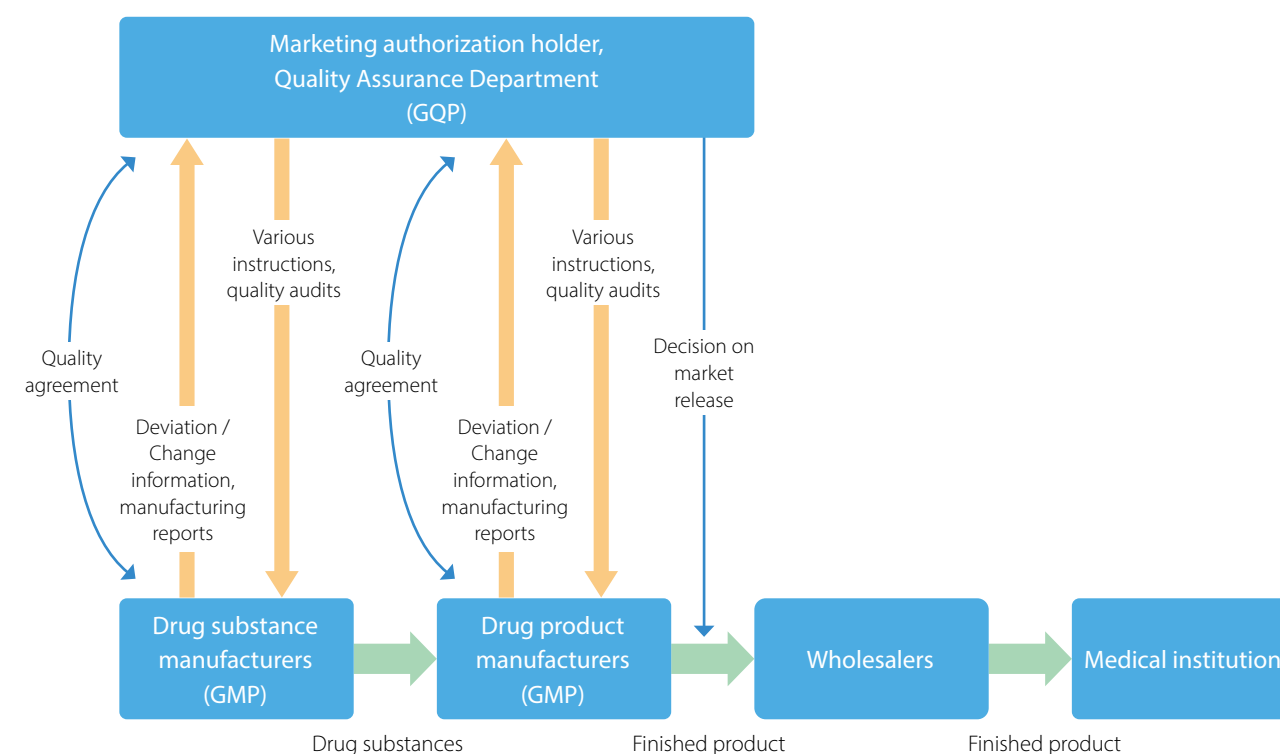 Marketing authorization holder,
Quality Assurance Department
(GQP)
Various
instructions,
quality audits
Various
instructions,
quality audits
Quality
agreement
Quality
agreement
Decision on
market
release
Deviation /
Change
information,
manufacturing
reports
Deviation /
Change
information,
manufacturing
reports
Drug substance
manufacturers
(GMP)
Drug product
manufacturers
(GMP)
Wholesalers
Medical institution
Drug substances
Finished product
Finished product